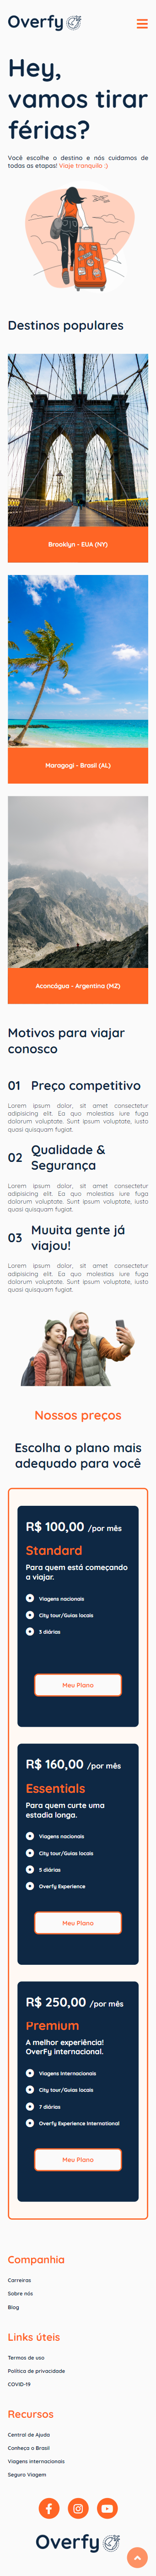 Overfy
Hey,
vamos tirar
férias?
Você escolhe o destino e nós cuidamos de
todas as etapas! Viaje tranquilo :)
Destinos populares
Brooklyn - EUA (NY)
Maragogi - Brasil (AL)
Aconcágua - Argentina (MZ)
Motivos para viajar
conosco
01 Preço competitivo
Lorem ipsum dolor, sit amet consectetur
adipisicing elit. Ea quo molestias iure fuga
dolorum voluptate. Sunt ipsum voluptate, iusto
quasi quisquam fugiat.
02 Qualidade &
Segurança
Lorem ipsum dolor, sit amet consectetur
adipisicing elit. Ea quo molestias iure fuga
dolorum voluptate. Sunt ipsum voluptate, iusto
quasi quisquam fugiat.
03 Muuita gente já
viajou!
Lorem ipsum dolor, sit amet consectetur
adipisicing elit. Ea quo molestias iure fuga
dolorum voluptate. Sunt ipsum voluptate, iusto
quasi quisquam fugiat.
Nossos preços
Escolha o plano mais
adequado para você
R$ 100,00 /por mês
Standard
Para quem está começando
a viajar.
Viagens nacionais
City tour/Guias locais
3 diárias
Meu Plano
R$ 160,00 /por mês
Essentials
Para quem curte uma
estadia longa.
Viagens nacionais
City tour/Guias locais
5 diárias
Overfy Experience
Meu Plano
R$ 250,00 /por mês
Premium
A melhor experiência!
OverFy internacional.
Viagens Internacionais
City tour/Guias locais
7 diárias
Overfy Experience International
Meu Plano
Companhia
Carreiras
Sobre nós
Blog
Links úteis
Termos de uso
Política de privacidade
COVID-19
Recursos
Central de Ajuda
Conheça o Brasil
Viagens internacionais
Seguro Viagem
Overfy